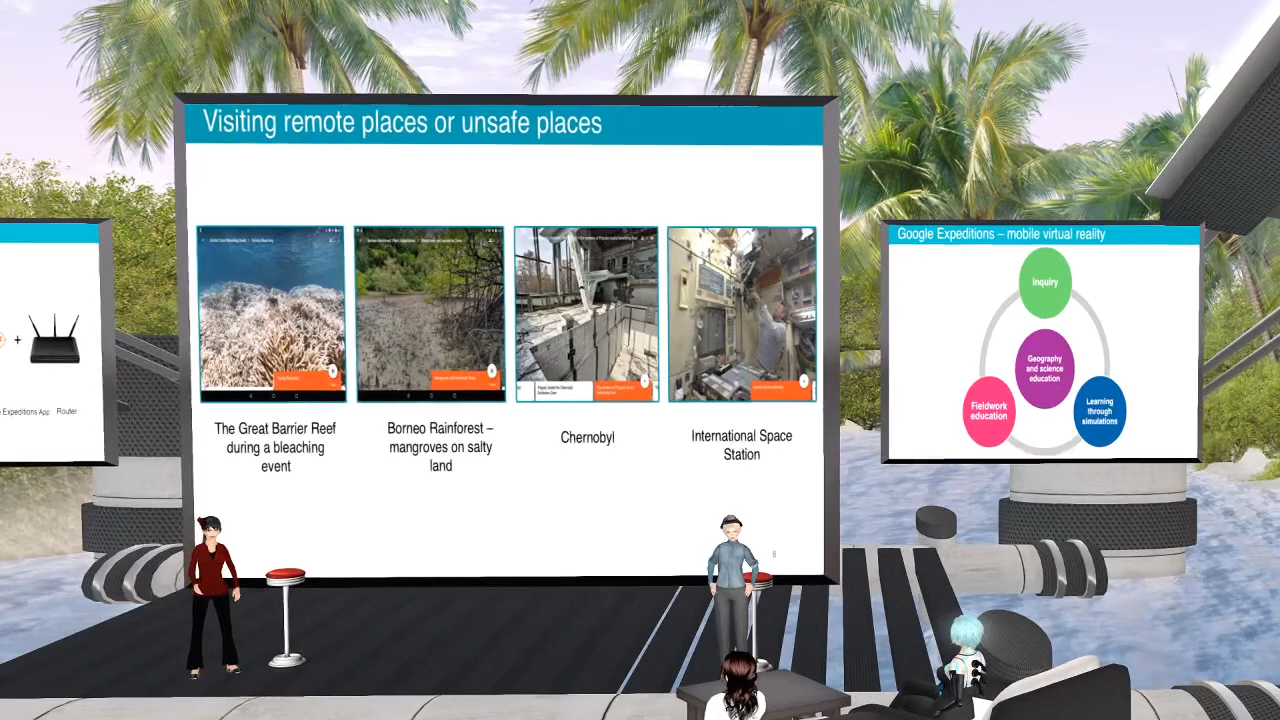 Visiting remote places or unsafe places
The Great Barrier Reef
during a bleaching
event
Borneo Rainforest –
mangroves on salty
land
Chernobyl
International Space
Station
8
+
Expeditions App Router
Google Expeditions – mobile virtual reality
Inquiry
Geography
and science
education
Fieldwork
education
Learning
through
simulations